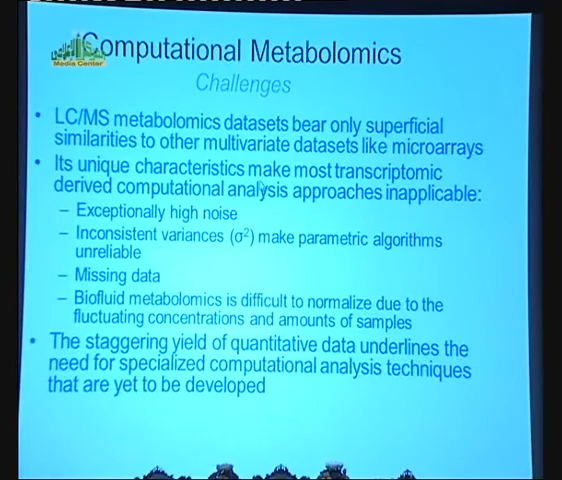 Computational Metabolomics
Media Center
Challenges
• LC/MS metabolomics datasets bear only superficial
similarities to other multivariate datasets like microarrays
• Its unique characteristics make most transcriptomic
derived computational analysis approaches inapplicable:
– Exceptionally high noise
– Inconsistent variances (σ²) make parametric algorithms
unreliable
– Missing data
– Biofluid metabolomics is difficult to normalize due to the
fluctuating concentrations and amounts of samples
• The staggering yield of quantitative data underlines the
need for specialized computational analysis techniques
that are yet to be developed